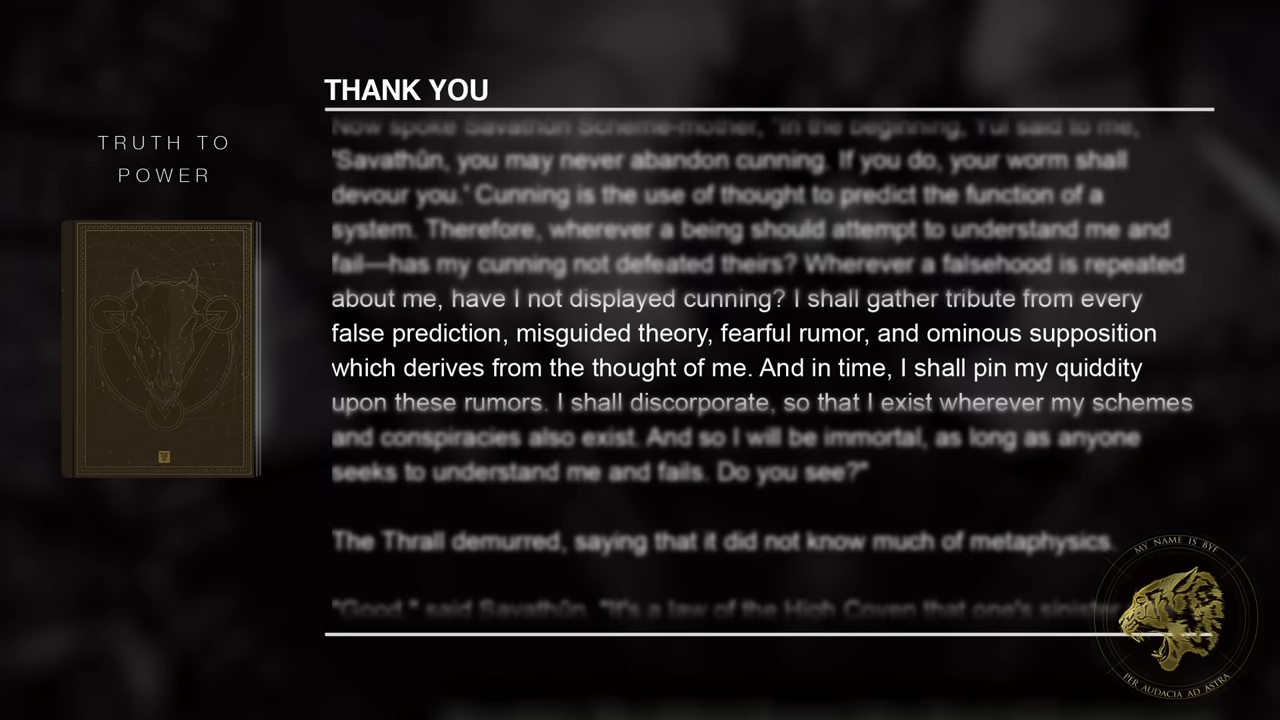 THANK YOU
TRUTH TO
POWER
Now spoke Savathûn Scheme-mother, "In the beginning, Yul said to me,
'Savathûn, you may never abandon cunning. If you do, your worm shall
devour you.' Cunning is the use of thought to predict the function of a
system. Therefore, wherever a being should attempt to understand me and
fail—has my cunning not defeated theirs? Wherever a falsehood is repeated
about me, have I not displayed cunning? I shall gather tribute from every
false prediction, misguided theory, fearful rumor, and ominous supposition
which derives from the thought of me. And in time, I shall pin my quiddity
upon these rumors. I shall discorporate, so that I exist wherever my schemes
and conspiracies also exist. And so I will be immortal, as long as anyone
seeks to understand me and fails. Do you see?"
The Thrall demurred, saying that it did not know much of metaphysics.
"Good," said Savathûn. "It's a law of the High Coven that one's sinister
MY NAME IS BYF
PER AUDACIA AD ASTRA